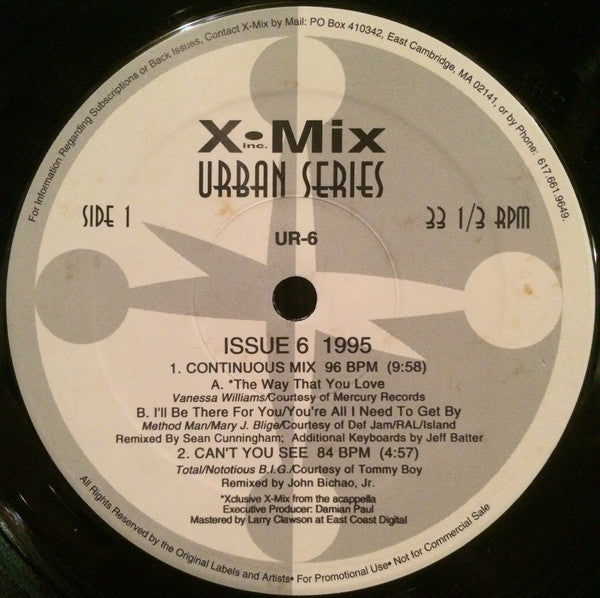 For Information Regarding Subscriptions or Back Issues, Contact X-Mix by Mail: PO Box 410342, East Cambridge, MA 02141, or by Phone: 617.661.9649.
X•Mix
inc.
URBAN SERIES
SIDE 1
33 1/3 RPM
UR-6
ISSUE 6 1995
1. CONTINUOUS MIX 96 BPM (9:58)
A. *The Way That You Love
Vanessa Williams/Courtesy of Mercury Records
B. I'll Be There For You/You're All I Need To Get By
Method Man/Mary J. Blige/Courtesy of Def Jam/RAL/Island
Remixed By Sean Cunningham; Additional Keyboards by Jeff Batter
2. CAN'T YOU SEE 84 BPM (4:57)
Total/Nototious B.I.G./Courtesy of Tommy Boy
Remixed by John Bichao, Jr.
*Xclusive X-Mix from the acappella
Executive Producer: Damian Paul
Mastered by Larry Clawson at East Coast Digital
All Rights Reserved by the Original Labels and Artists• For Promotional Use• Not for Commercial Sale